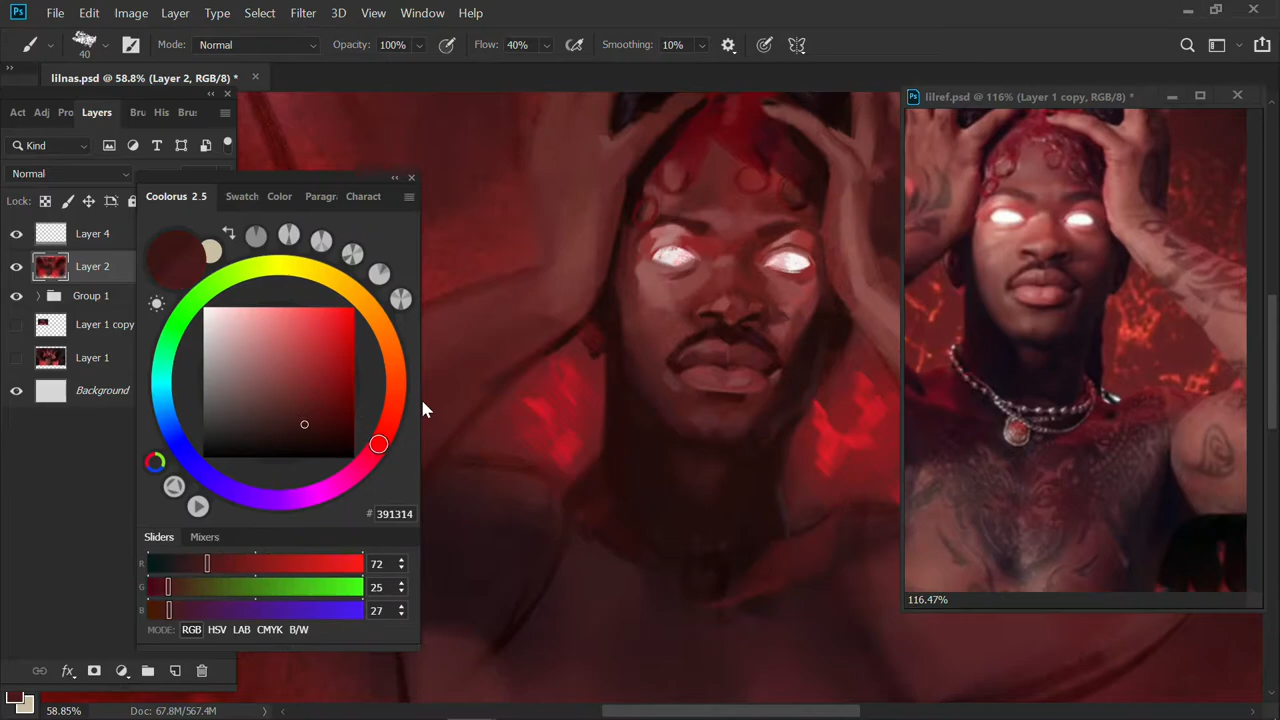 Ps File Edit Image Layer Type Select Filter 3D View Window Help
40 Mode: Normal Opacity: 100% Flow: 40% Smoothing: 10%
lilnas.psd @ 58.8% (Layer 2, RGB/8) *
Act Adj Pro Layers Bru His Brus
Kind
Normal
Lock:
Layer 4
Layer 2
Group 1
Layer 1 copy
Layer 1
Background
Coolorus 2.5 Swatch Color Paragr Charact
# 391314
Sliders Mixers
R 72
G 25
B 27
MODE: RGB HSV LAB CMYK B/W
Ps lilref.psd @ 116% (Layer 1 copy, RGB/8) *
116.47%
fx
58.85% Doc: 67.8M/567.4M